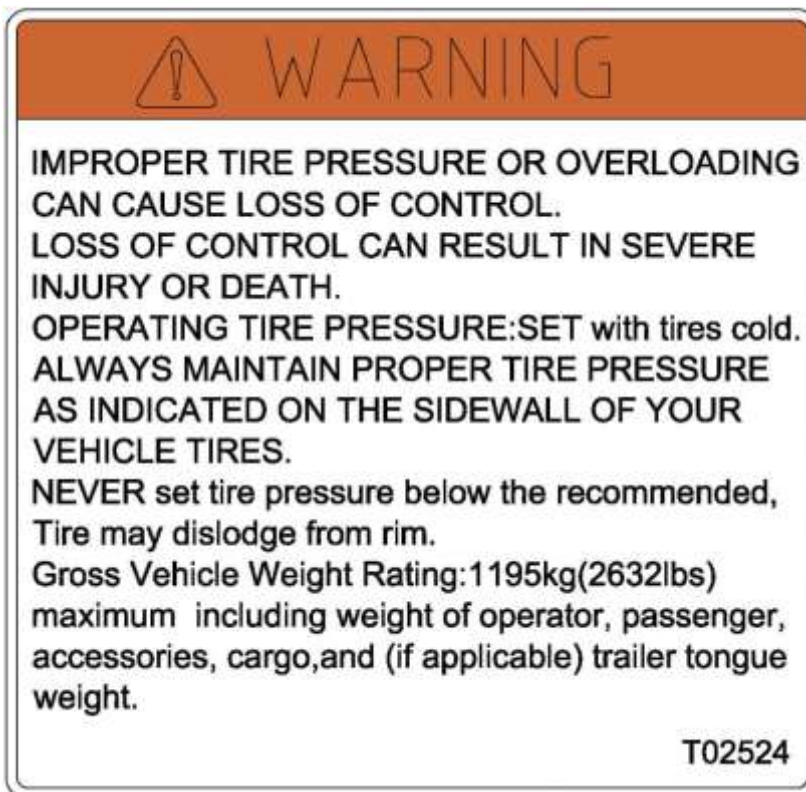 WARNING
IMPROPER TIRE PRESSURE OR OVERLOADING
CAN CAUSE LOSS OF CONTROL.
LOSS OF CONTROL CAN RESULT IN SEVERE
INJURY OR DEATH.
OPERATING TIRE PRESSURE:SET with tires cold.
ALWAYS MAINTAIN PROPER TIRE PRESSURE
AS INDICATED ON THE SIDEWALL OF YOUR
VEHICLE TIRES.
NEVER set tire pressure below the recommended,
Tire may dislodge from rim.
Gross Vehicle Weight Rating:1195kg(2632lbs)
maximum  including weight of operator, passenger,
accessories, cargo,and (if applicable) trailer tongue
weight.
T02524